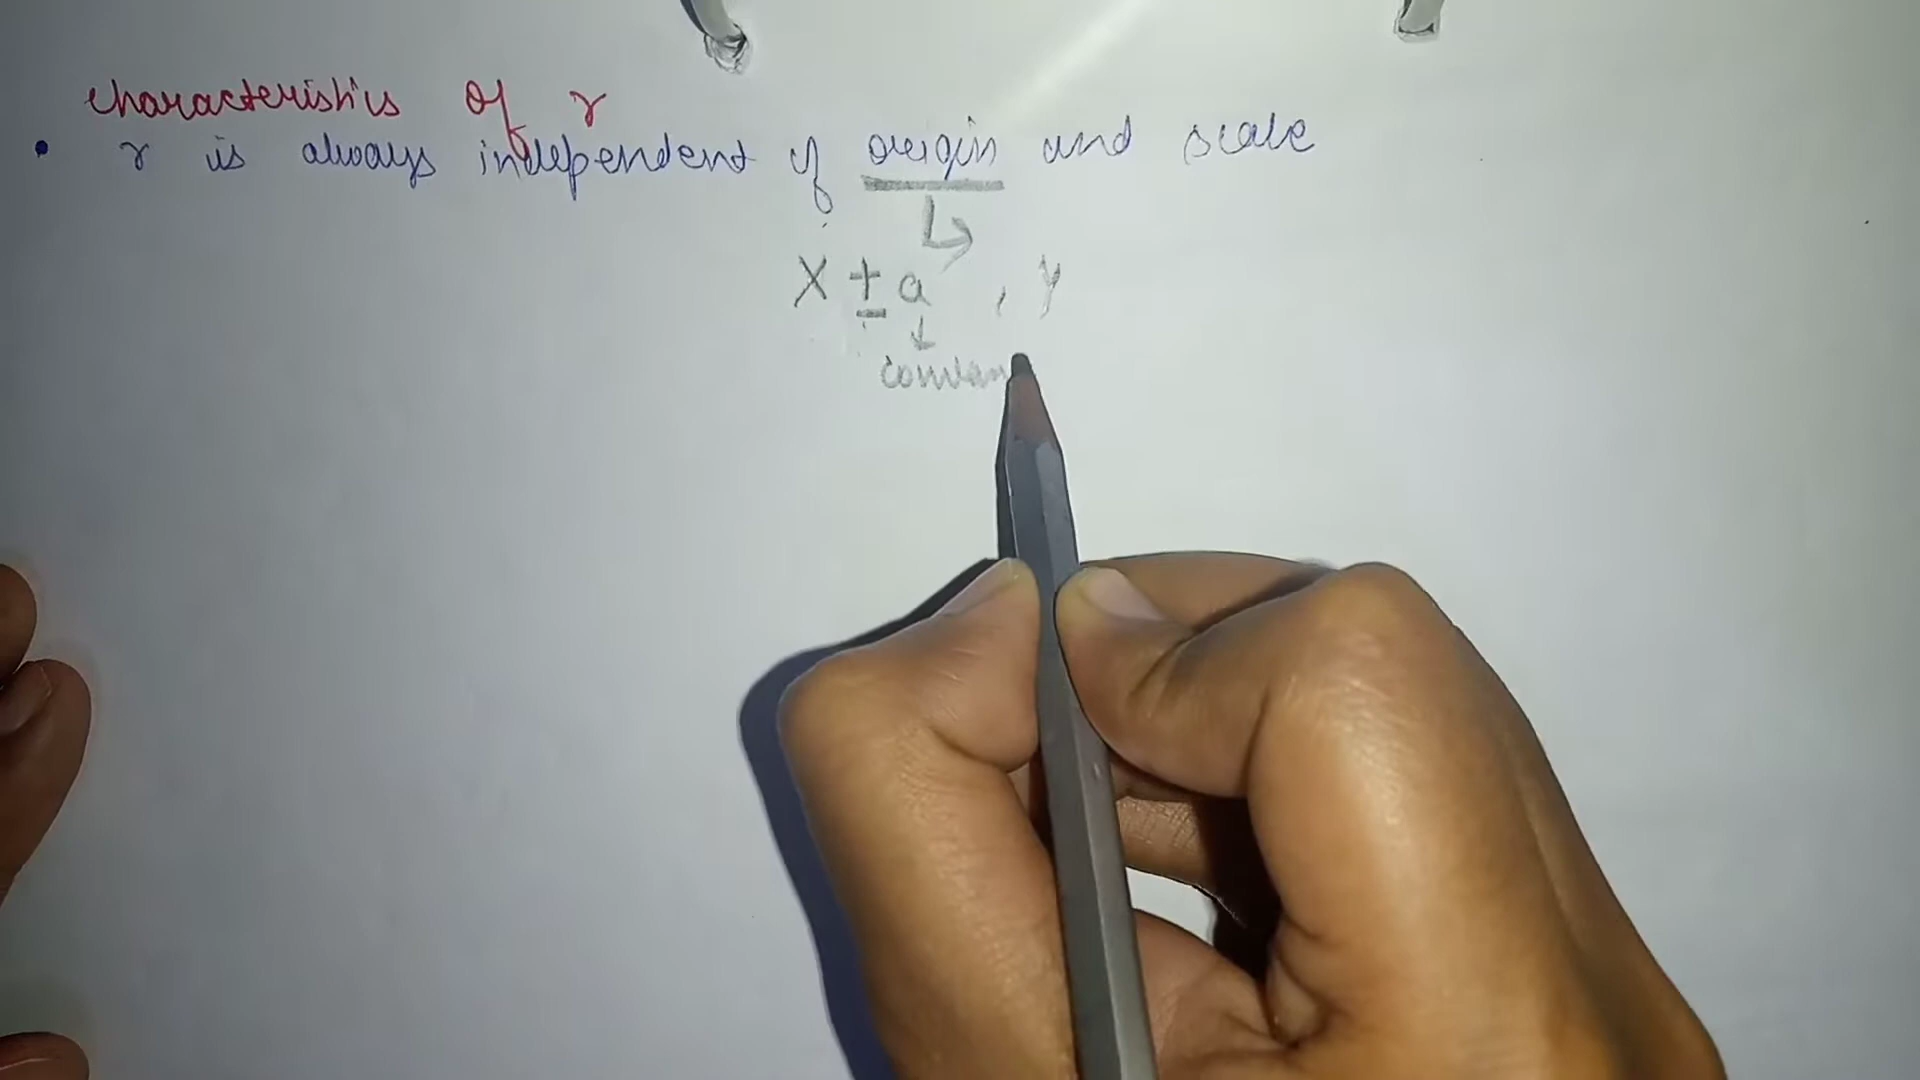 characteristics of r
• r is always independent of origin and scale
↳
X ± a , y
↓
constan